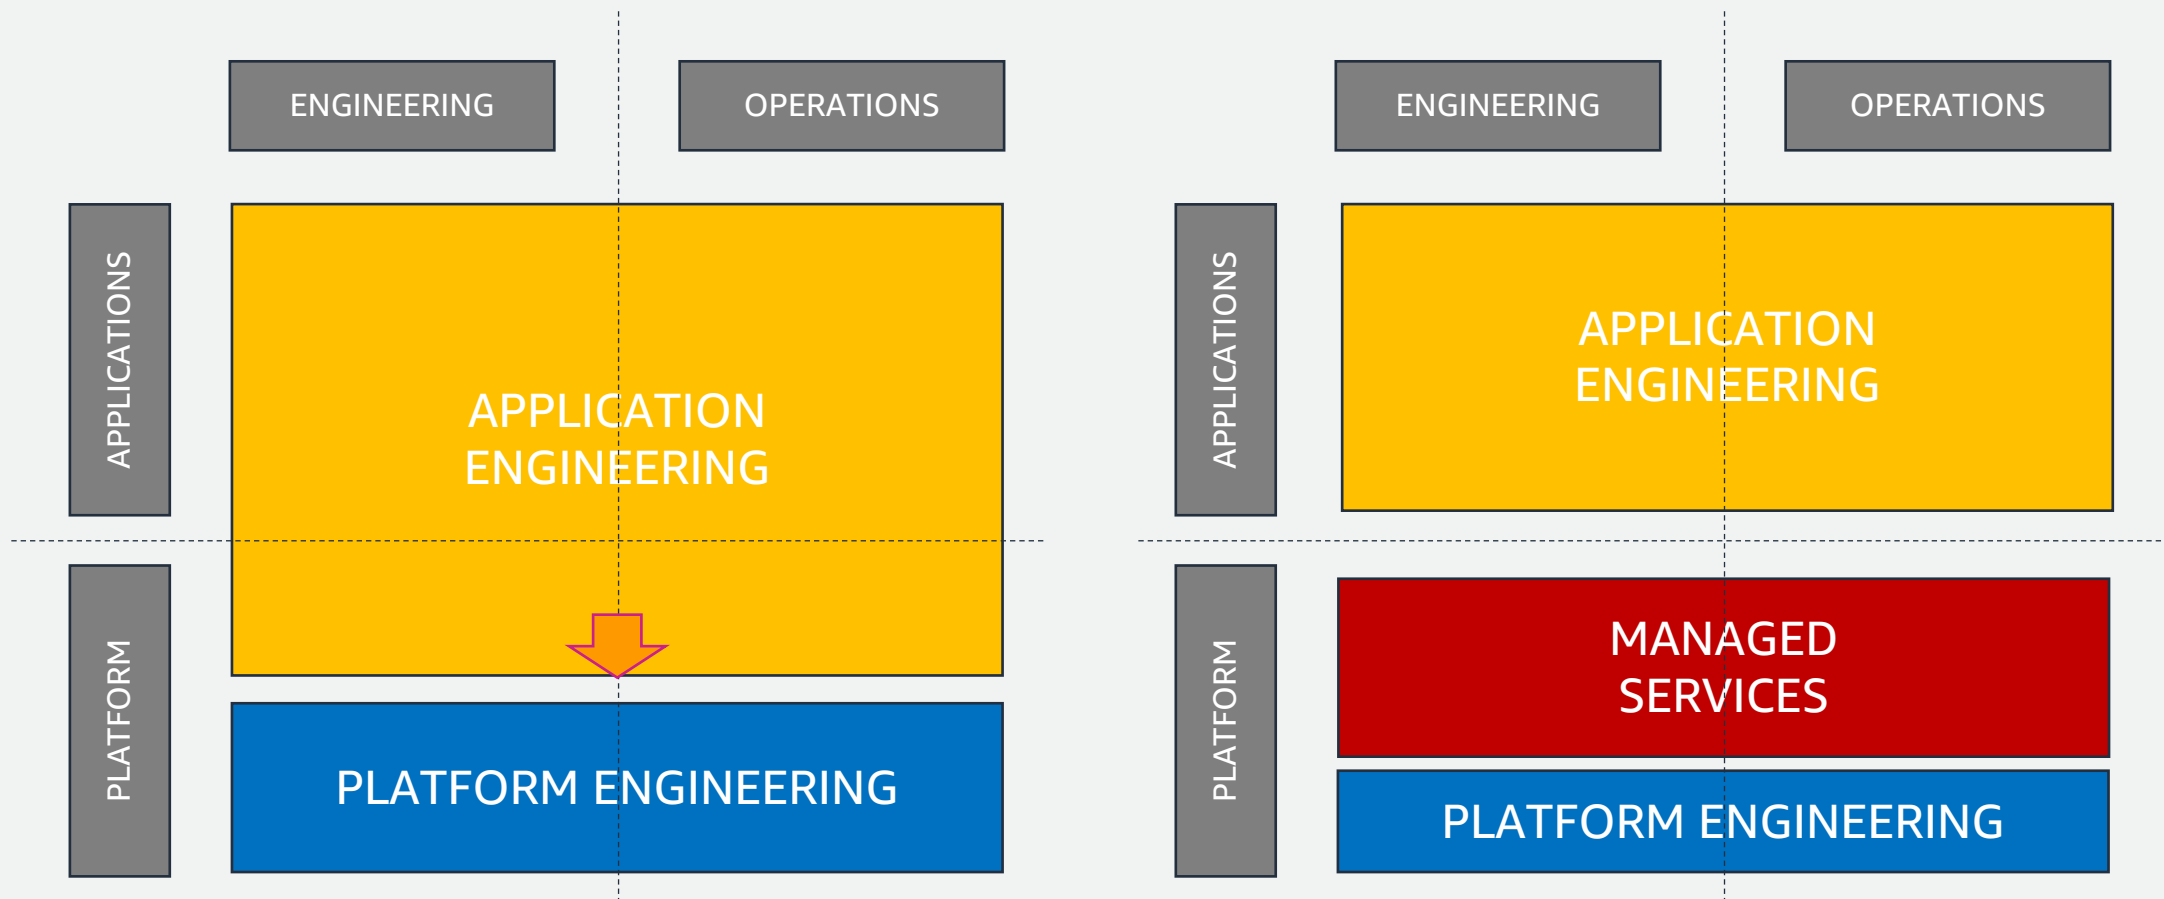 ENGINEERING
OPERATIONS
APPLICATIONS
APPLICATION
ENGINEERING
PLATFORM
PLATFORM ENGINEERING
ENGINEERING
OPERATIONS
APPLICATIONS
APPLICATION
ENGINEERING
PLATFORM
MANAGED
SERVICES
PLATFORM ENGINEERING